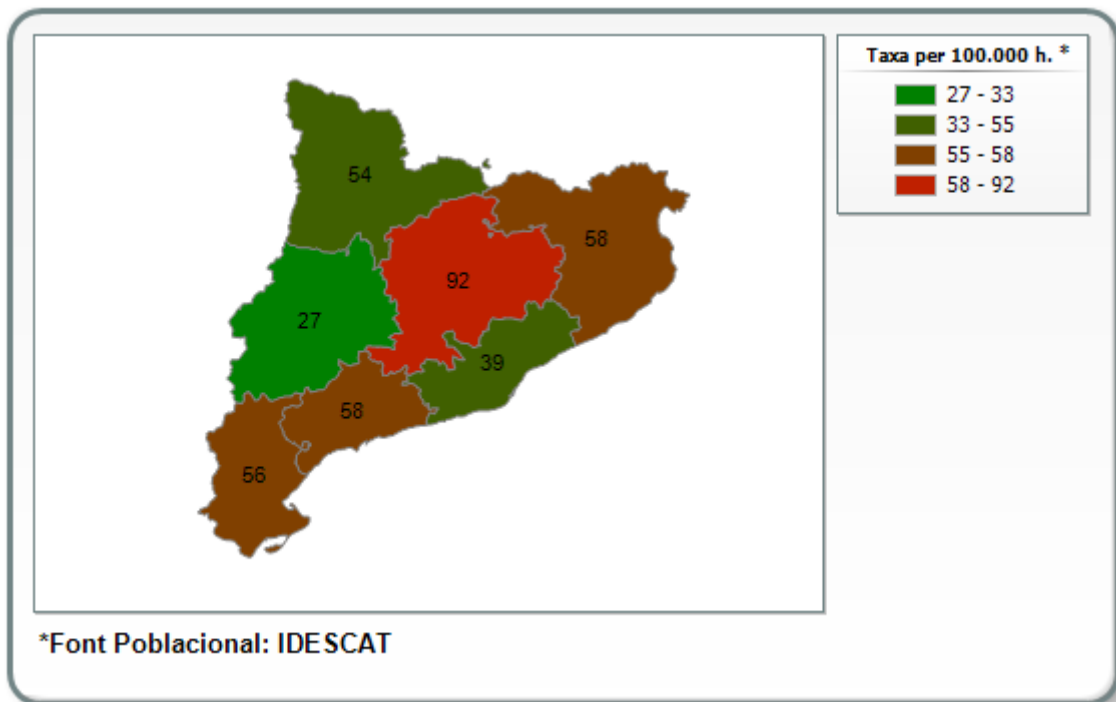 Taxa per 100.000 h. *
27 - 33
33 - 55
55 - 58
58 - 92
54
58
92
27
39
58
56
*Font Poblacional: IDESCAT